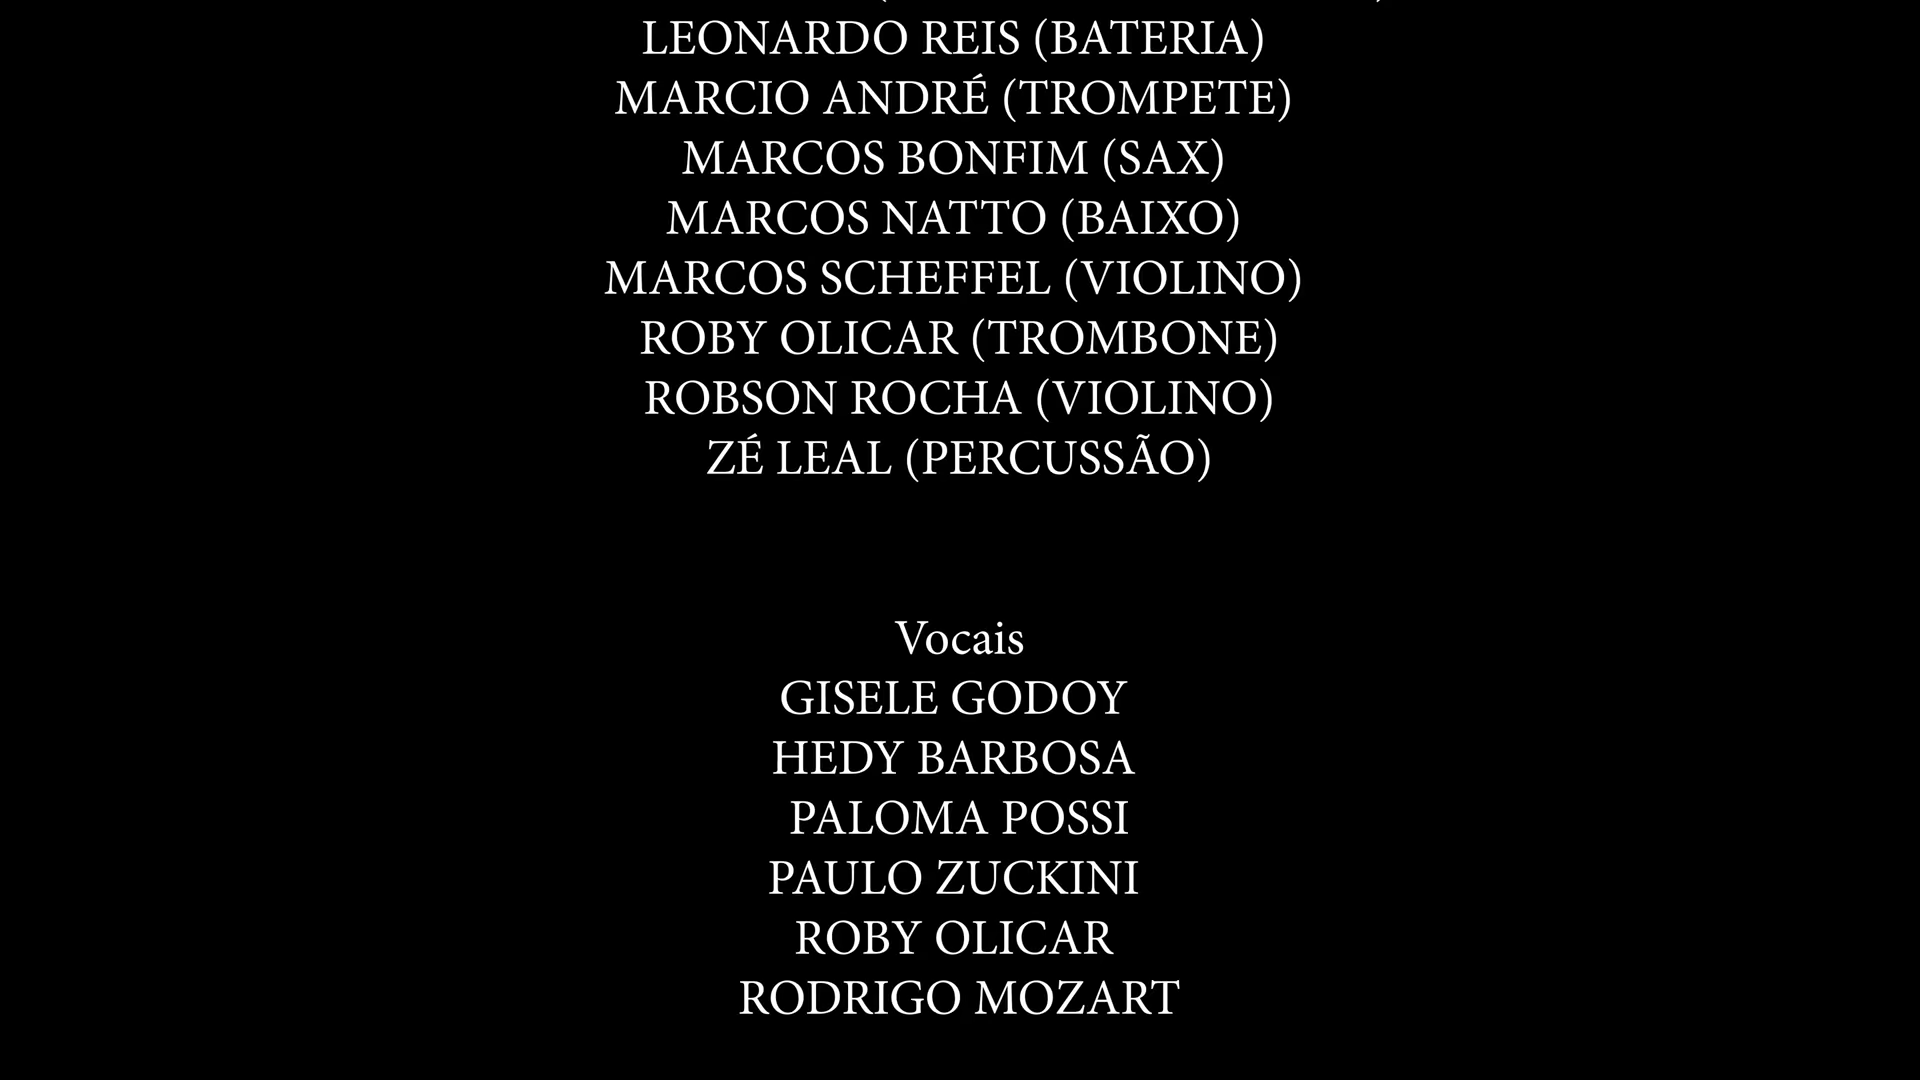 LEONARDO REIS (BATERIA)
MARCIO ANDRÉ (TROMPETE)
MARCOS BONFIM (SAX)
MARCOS NATTO (BAIXO)
MARCOS SCHEFFEL (VIOLINO)
ROBY OLICAR (TROMBONE)
ROBSON ROCHA (VIOLINO)
ZÉ LEAL (PERCUSSÃO)
Vocais
GISELE GODOY
HEDY BARBOSA
PALOMA POSSI
PAULO ZUCKINI
ROBY OLICAR
RODRIGO MOZART